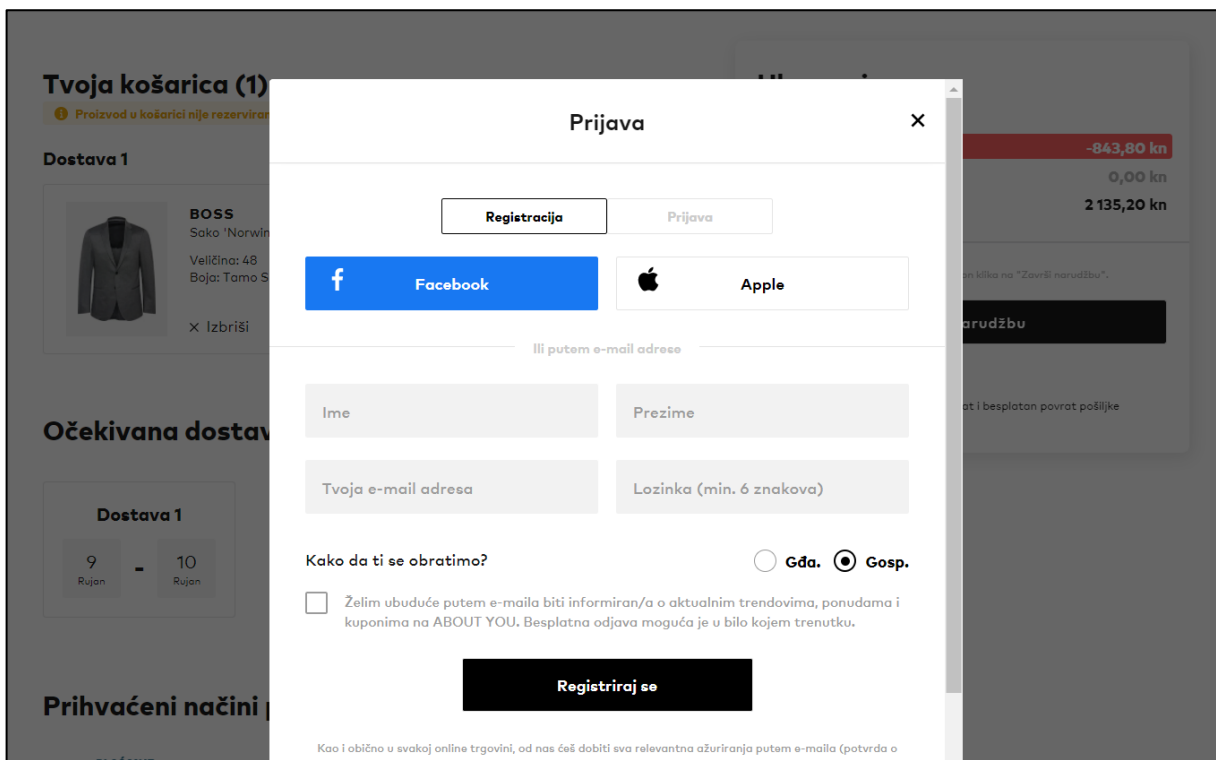 Tvoja košarica (1)
Proizvod u košarici nije
Dostava 1
BOSS
Sako 'Norwin
Veličina: 48
Boja: Tamo S
Izbriši
Očekivana dostav
Dostava 1
9 - 10
Rujan Rujan
Prihvaćeni načini
Prijava
Registracija Prijava
Facebook Apple
Ili putem e-mail adrese
Ime Prezime
Tvoja e-mail adresa Lozinka (min. 6 znakova)
Kako da ti se obratimo? Gđa. Gosp.
Želim ubuduće putem e-maila biti informiran/a o aktualnim trendovima, ponudama i
kuponima na ABOUT YOU. Besplatna odjava moguća je u bilo kojem trenutku.
Registriraj se
Kao i obično u svakoj online trgovini, od nas ćeš dobiti sva relevantna ažuriranja putem e-maila (potvrda o
-843,80 kn
0,00 kn
2 135,20 kn
klika na "Završi narudžbu".
arudžbu
at i besplatan povrat pošiljke